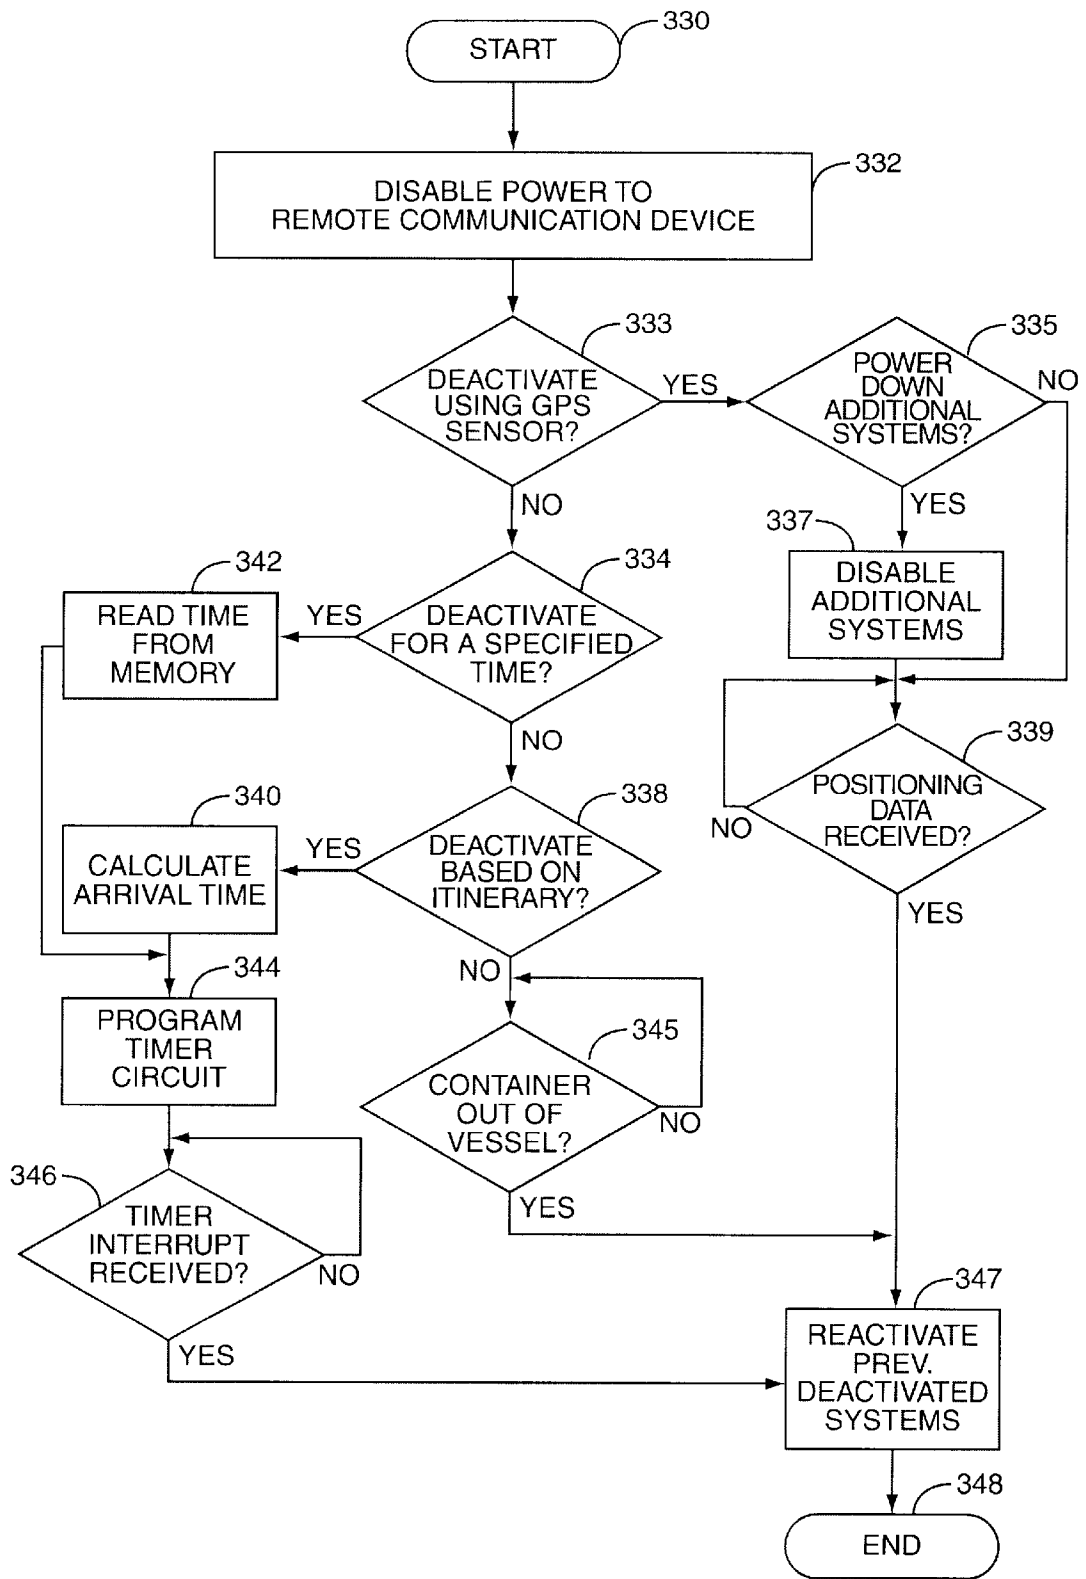 START
330
DISABLE POWER TO
REMOTE COMMUNICATION DEVICE
332
DEACTIVATE
USING GPS
SENSOR?
333
YES
NO
POWER
DOWN
ADDITIONAL
SYSTEMS?
335
NO
YES
337
DISABLE
ADDITIONAL
SYSTEMS
342
READ TIME
FROM
MEMORY
YES
DEACTIVATE
FOR A SPECIFIED
TIME?
334
NO
339
POSITIONING
DATA
RECEIVED?
NO
YES
340
CALCULATE
ARRIVAL TIME
YES
DEACTIVATE
BASED ON
ITINERARY?
338
NO
344
PROGRAM
TIMER
CIRCUIT
345
CONTAINER
OUT OF
VESSEL?
NO
YES
346
TIMER
INTERRUPT
RECEIVED?
NO
YES
347
REACTIVATE
PREV.
DEACTIVATED
SYSTEMS
348
END